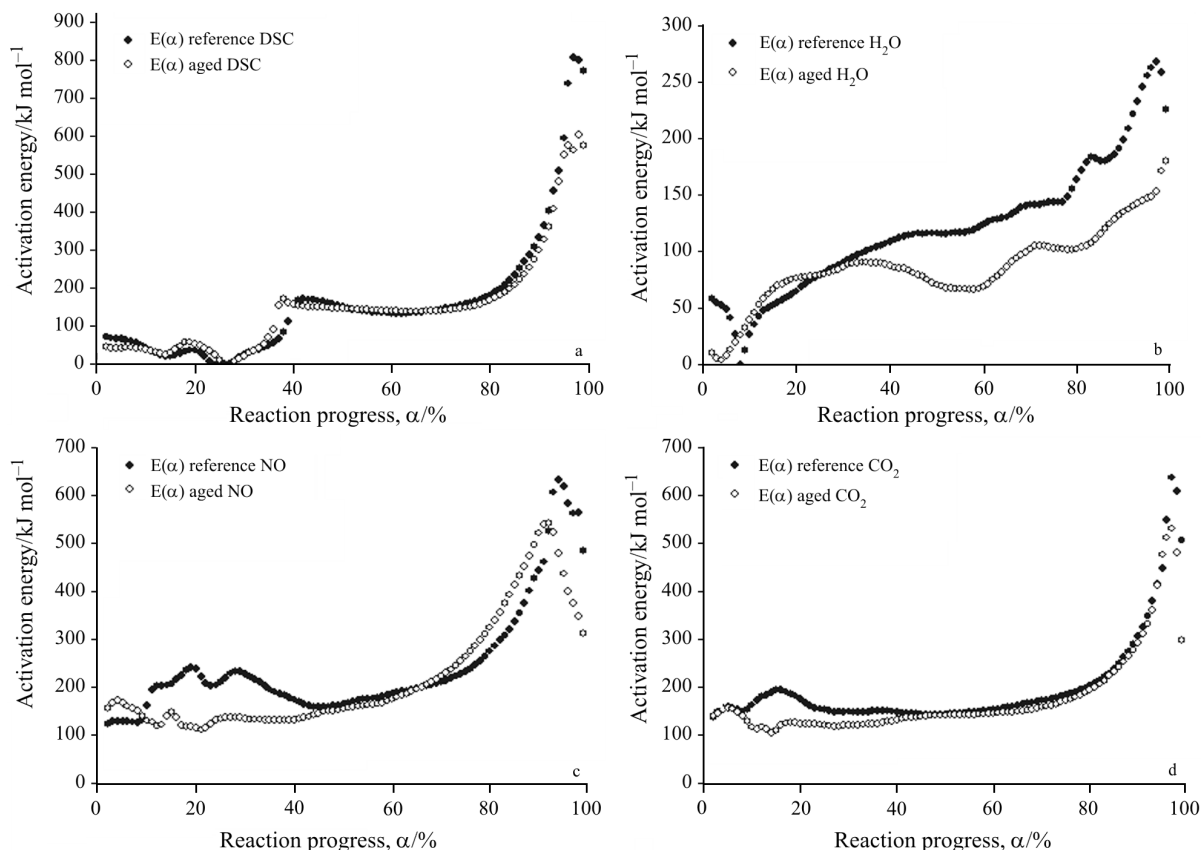 Activation energy/kJ mol⁻¹
900
800
700
600
500
400
300
200
100
0
E(α) reference DSC
E(α) aged DSC
a
0 20 40 60 80 100
Reaction progress, α/%
Activation energy/kJ mol⁻¹
300
250
200
150
100
50
0
E(α) reference H₂O
E(α) aged H₂O
b
0 20 40 60 80 100
Reaction progress, α/%
Activation energy/kJ mol⁻¹
700
600
500
400
300
200
100
0
E(α) reference NO
E(α) aged NO
c
0 20 40 60 80 100
Reaction progress, α/%
Activation energy/kJ mol⁻¹
700
600
500
400
300
200
100
0
E(α) reference CO₂
E(α) aged CO₂
d
0 20 40 60 80 100
Reaction progress, α/%